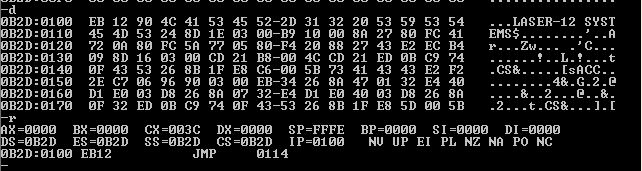 -d
0B2D:0100 EB 12 90 4C 41 53 45 52-2D 31 32 20 53 59 53 54 ...LASER-12 SYST
0B2D:0110 45 4D 53 24 8D 1E 03 00-B9 10 00 8A 27 80 FC 41 EMS$........'..A
0B2D:0120 72 0A 80 FC 5A 77 05 80-F4 20 88 27 43 E2 EC B4 r...Zw... .'C...
0B2D:0130 09 8D 16 03 00 CD 21 B8-00 4C CD 21 ED 0B C9 74 ......!..L.!...t
0B2D:0140 0F 43 53 26 8B 1F E8 C6-00 5B 73 41 43 43 E2 F2 .CS&.....[sACC..
0B2D:0150 2E C7 06 96 90 03 00 EB-34 26 8A 47 01 32 E4 40 ........4&.G.2.@
0B2D:0160 D1 E0 03 D8 26 8A 07 32-E4 D1 E0 40 03 D8 26 8A ....&..2...@..&.
0B2D:0170 0F 32 ED 0B C9 74 0F 43-53 26 8B 1F E8 5D 00 5B .2...t.CS&...].[
-r
AX=0000 BX=0000 CX=003C DX=0000 SP=FFFE BP=0000 SI=0000 DI=0000
DS=0B2D ES=0B2D SS=0B2D CS=0B2D IP=0100 NV UP EI PL NZ NA PO NC
0B2D:0100 EB12 JMP 0114
-